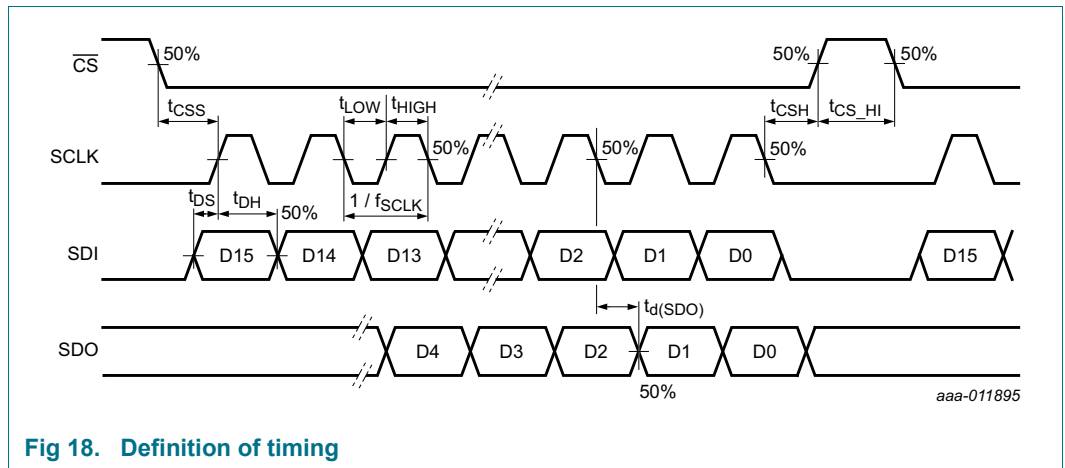 CS 50% 50% 50%
tCSS tLOW tHIGH tCSH tCS_HI
SCLK 50% 50% 50%
tDS tDH 50% 1 / fSCLK
SDI D15 D14 D13 D2 D1 D0 D15
td(SDO)
SDO D4 D3 D2 D1 D0
50%
aaa-011895
Fig 18. Definition of timing